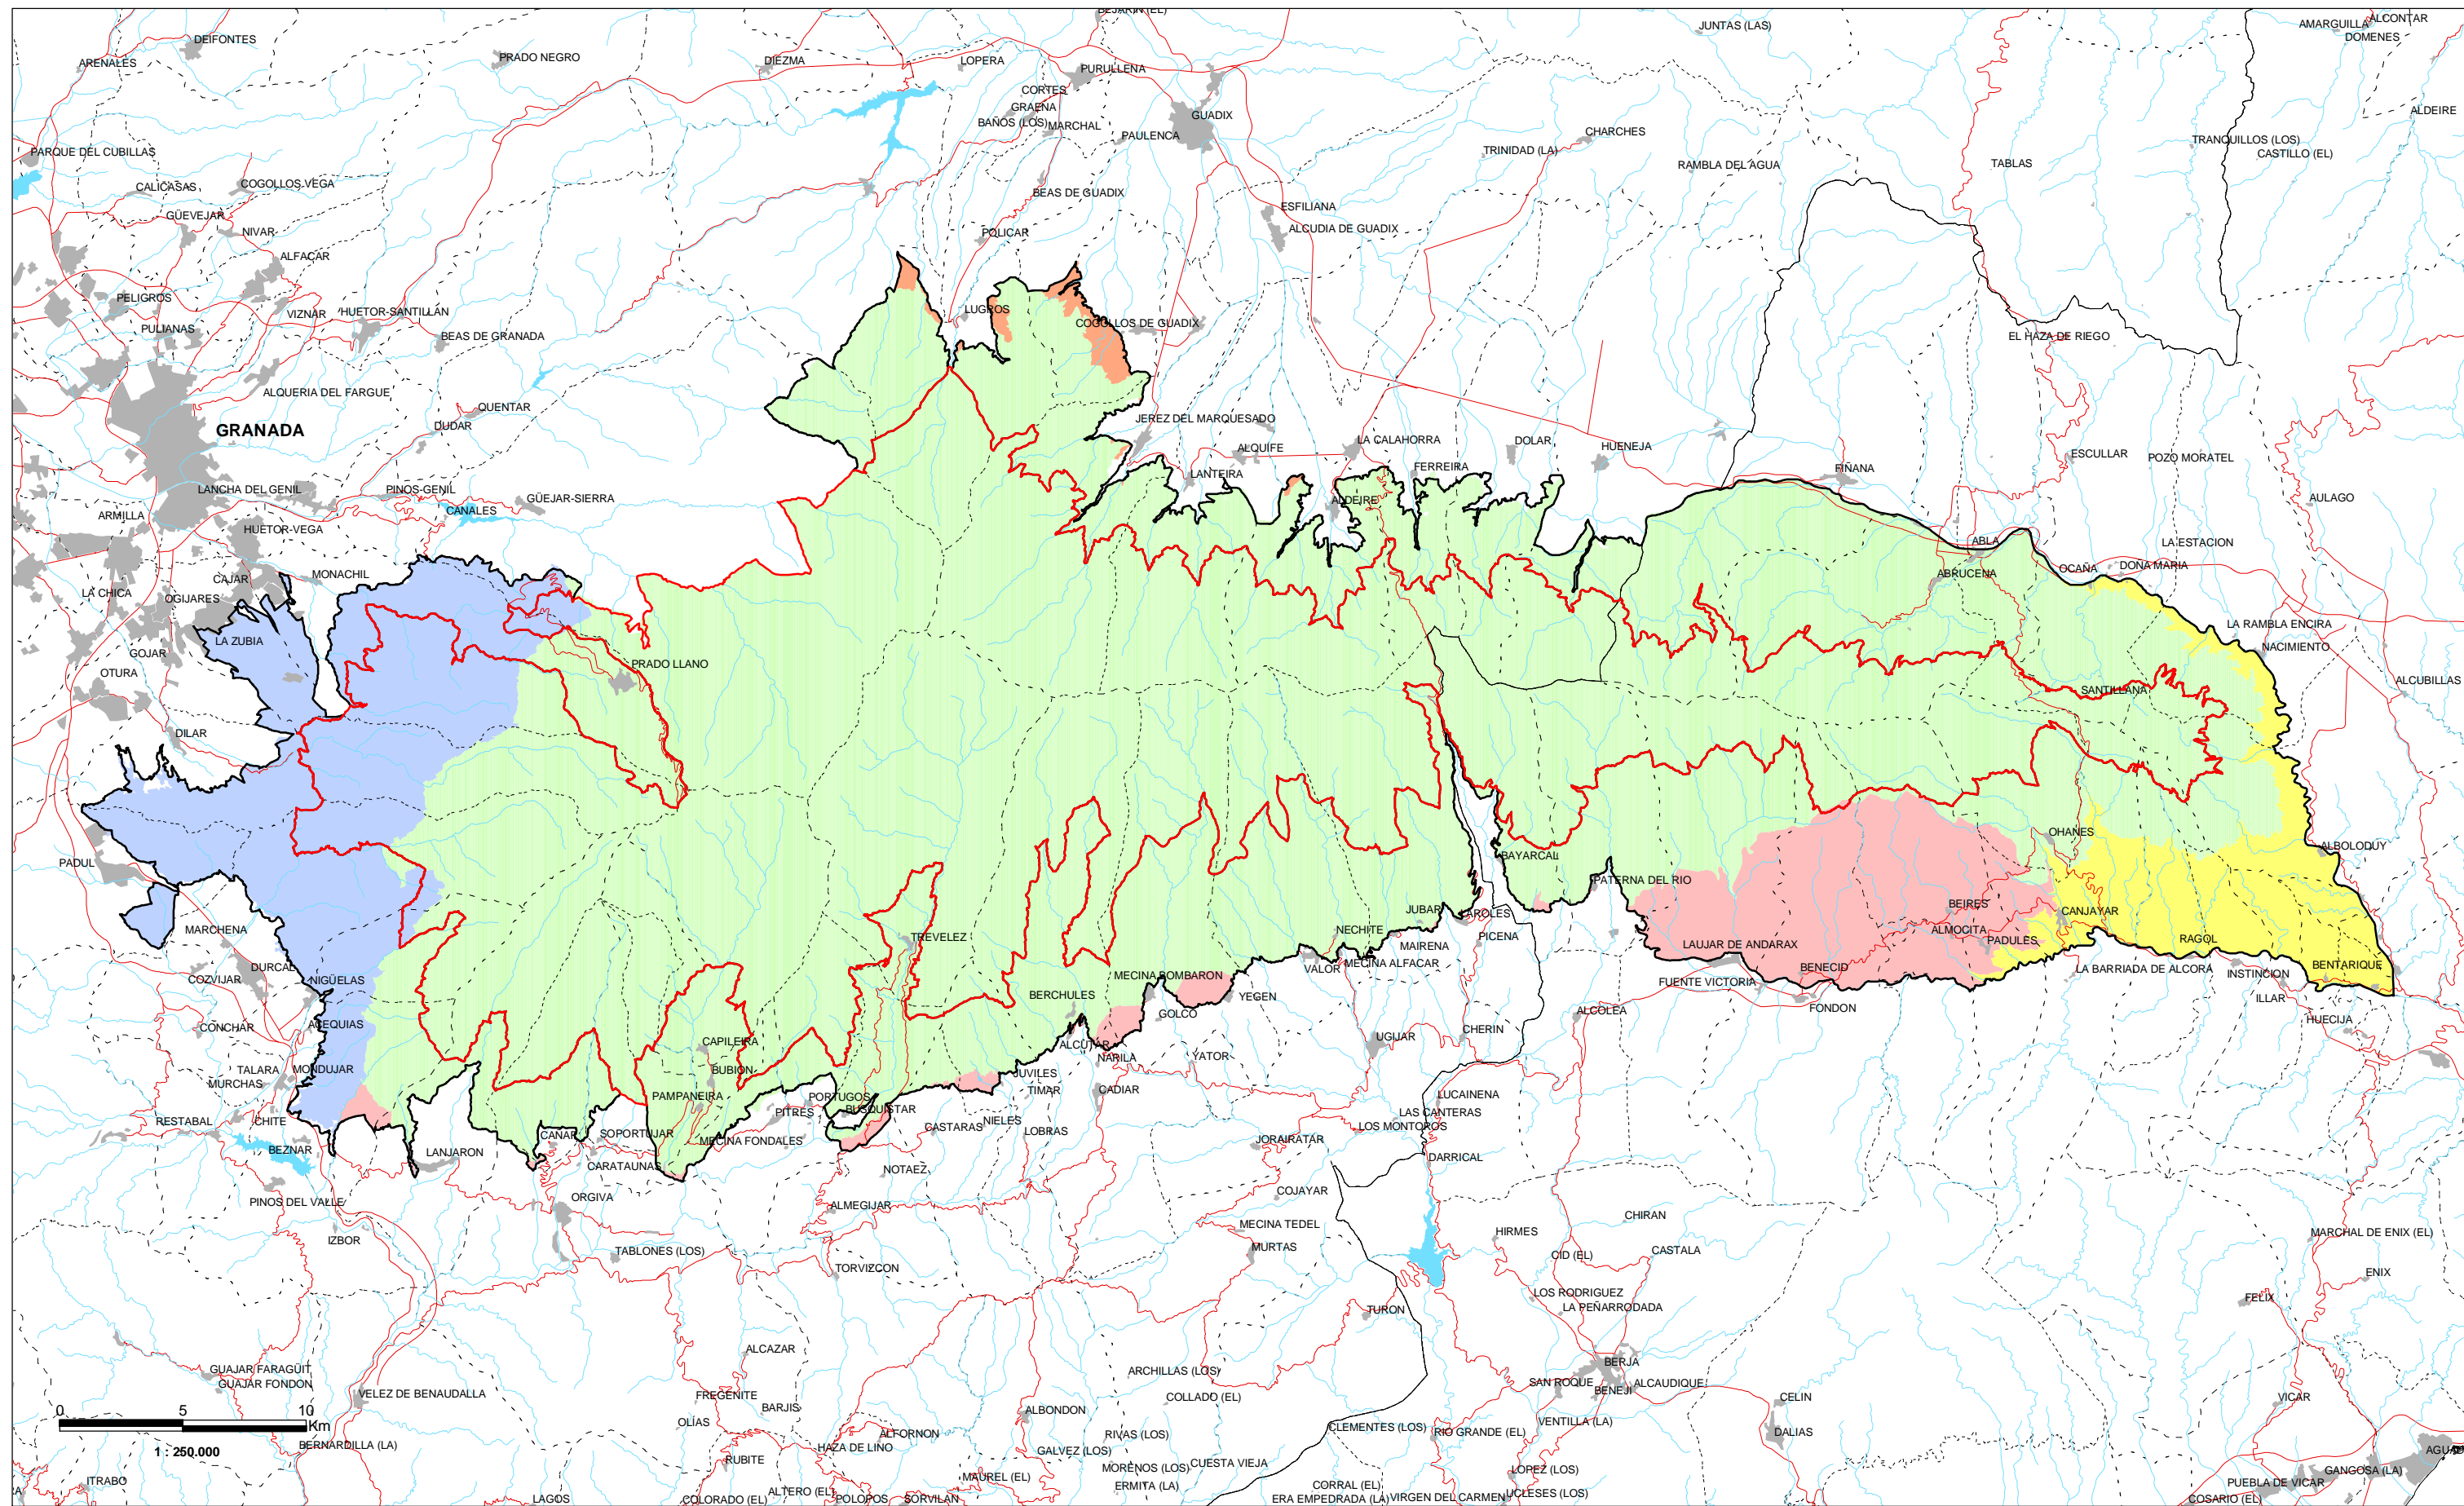 BEJARIN (EL)
ALCONTAR
AMARGUILLA
JUNTAS (LAS)
DOMENES
DEIFONTES
PRADO NEGRO
DIEZMA
LOPERA
ARENALES
PURULLENA
CORTES
GRAENA
BAÑOS (LOS)
MARCHAL
PAULENCA
GUADIX
ALDEIRE
CHARCHES
TRINIDAD (LA)
TRANQUILLOS (LOS)
CASTILLO (EL)
TABLAS
RAMBLA DEL AGUA
PARQUE DEL CUBILLAS
CALICASAS
COGOLLOS-VEGA
BEAS DE GUADIX
ESFILIANA
GÜEVEJAR
NIVAR
POLICAR
ALCUDIA DE GUADIX
ALFACAR
PELIGROS
VIZNAR
HUETOR-SANTILLAN
LUGROS
COGOLLOS DE GUADIX
PULIANAS
BEAS DE GRANADA
EL HAZA DE RIEGO
ALQUERIA DEL FARGUE
QUENTAR
GRANADA
DUDAR
JEREZ DEL MARQUESADO
ALQUIFE
LA CALAHORRA
DOLAR
HUENEJA
ESCULLAR
POZO MORATEL
LANTEIRA
FERREIRA
FIÑANA
LANCHA DEL GENIL
PINOS-GENIL
GÜEJAR-SIERRA
CANALES
ALDEIRE
AULAGO
ARMILLA
HUETOR-VEGA
ABLA
LA ESTACION
MONACHIL
CAJAR
ABRUCENA
OCAÑA
DOÑA MARIA
LA CHICA
OGIJARES
LA ZUBIA
LA RAMBLA ENCIRA
NACIMIENTO
GOJAR
PRADO LLANO
OTURA
ALCUBILLAS
SANTILLANA
DILAR
OHANES
ALBOLODUY
PADUL
BAYARCAL
PATERNA DEL RIO
BEIRES
CANJAYAR
MARCHENA
JUBAR
LAROLES
NECHITE
ALMOCITA
PADULES
RAGOL
TREVELEZ
MAIRENA
PICENA
LAUJAR DE ANDARAX
DURCAL
COZVIJAR
NIGÜELAS
VALOR
MECINA ALFACAR
BENECID
LA BARRIADA DE ALCORA
INSTINCION
BENTARIQUE
MECINA BOMBARON
FUENTE VICTORIA
BERCHULES
YEGEN
FONDON
ILLAR
CONCHAR
ACEQUIAS
GOLCO
ALCOLEA
HUECIJA
CAPILEIRA
ALCUTAR
UGIJAR
CHERIN
NARILA
YATOR
TALARA
MONDUJAR
MURCHAS
BUBION
JUVILES
TIMAR
CADIAR
LUCAINENA
PAMPANEIRA
PORTUGOS
PITRES
BUSQUISTAR
LAS CANTERAS
LOS MONTOROS
RESTABAL
CHITE
CAÑAR
SOPORTUJAR
MECINA FONDALES
CASTARAS
NIELES
LOBRAS
JORAIRATAR
BEZNAR
LANJARON
CARATAUNAS
NOTAEZ
DARRICAL
PINOS DEL VALLE
ORGIVA
ALMEGIJAR
COJAYAR
IZBOR
MECINA TEDEL
CHIRAN
HIRMES
MARCHAL DE ENIX (EL)
TABLONES (LOS)
MURTAS
CID (EL)
CASTALA
TORVIZCON
ENIX
LOS RODRIGUEZ
LA PEÑARRODADA
FELIX
TURON
ALCAZAR
GUAJAR FARAGÜIT
GUAJAR FONDON
ARCHILLAS (LOS)
BERJA
VELEZ DE BENAUDALLA
FREGENITE
BARJIS
COLLADO (EL)
SAN ROQUE
BENEJI
ALCAUDIQUE
CELIN
VICAR
0 5 10
Km
OLÍAS
ALBONDON
VENTILLA (LA)
1 : 250.000
BERNARDILLA (LA)
ALFORNON
HAZA DE LINO
RIVAS (LOS)
CLEMENTES (LOS)
RIO GRANDE (EL)
DALIAS
GALVEZ (LOS)
RUBITE
MORENOS (LOS)
CUESTA VIEJA
ITRABO
MAUREL (EL)
LOPEZ (LOS)
GANGOSA (LA)
ERMITA (LA)
CORRAL (EL)
PUEBLA DE VICAR
LAGOS
COLORADO (EL)
ALTERO (EL)
POLOPOS
SORVILAN
ERA EMPEDRADA (LA)
VIRGEN DEL CARMEN
UCLESES (LOS)
COSARIO (EL)